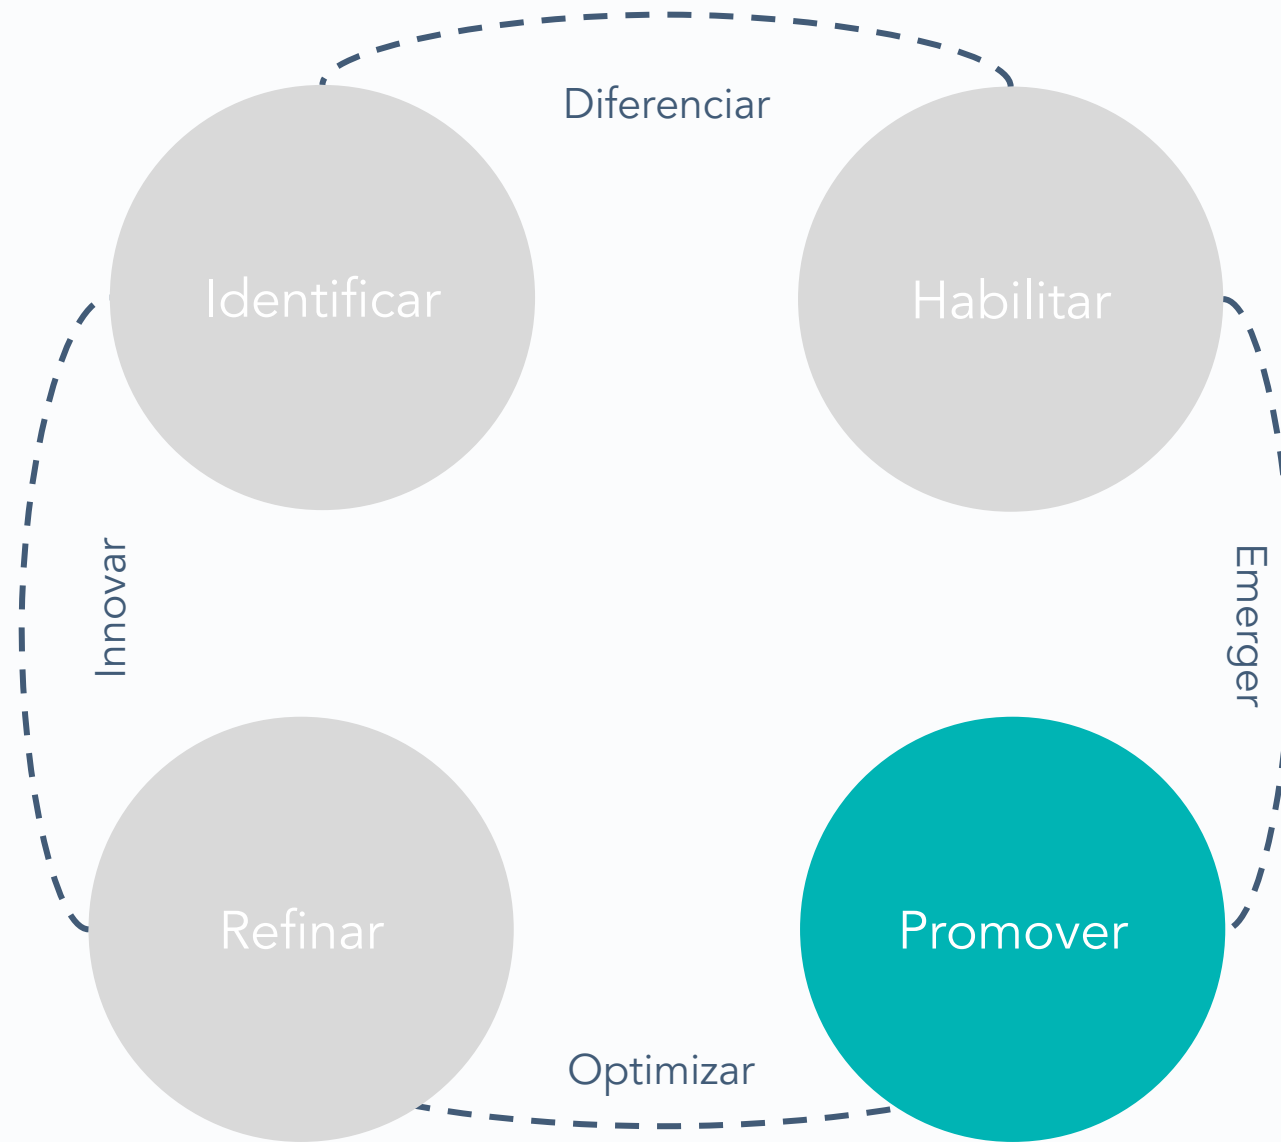 Diferenciar
Identificar
Habilitar
Innovar
Emerger
Refinar
Promover
Optimizar